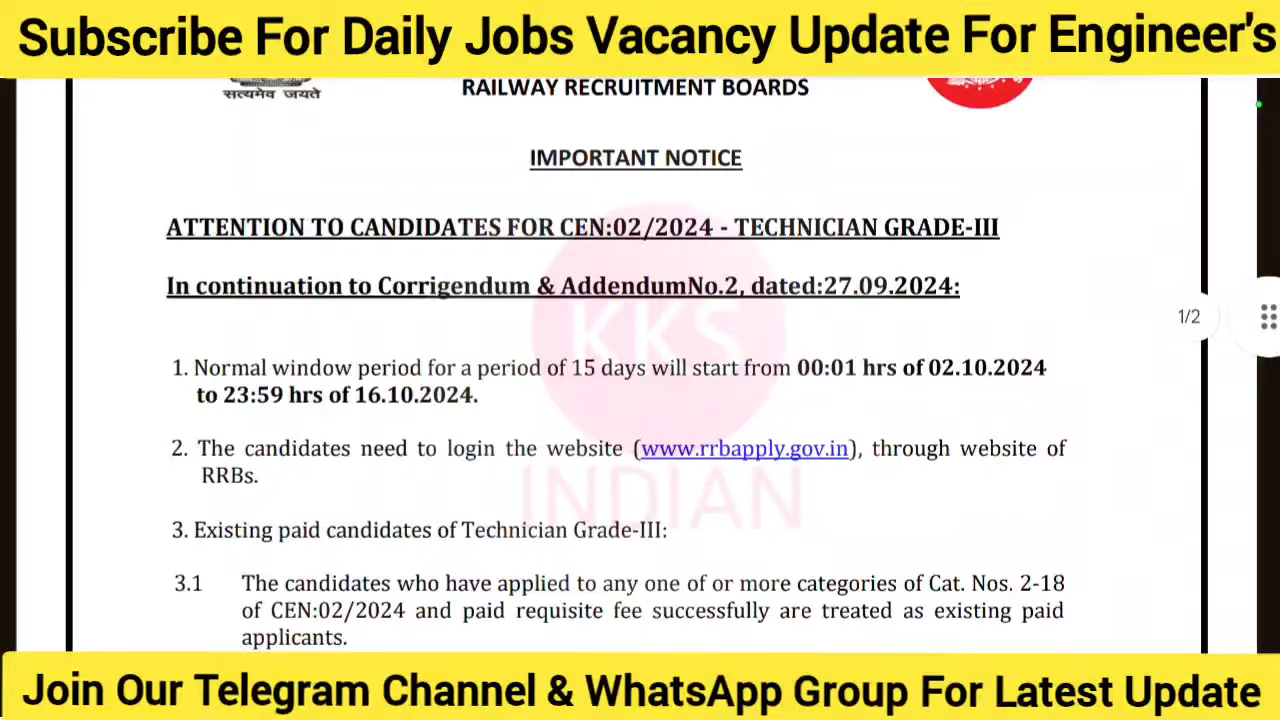 Subscribe For Daily Jobs Vacancy Update For Engineer's
सत्यमेव जयते
RAILWAY RECRUITMENT BOARDS
IMPORTANT NOTICE
ATTENTION TO CANDIDATES FOR CEN:02/2024 - TECHNICIAN GRADE-III
In continuation to Corrigendum & AddendumNo.2, dated:27.09.2024:
1/2
1. Normal window period for a period of 15 days will start from 00:01 hrs of 02.10.2024
to 23:59 hrs of 16.10.2024.
2. The candidates need to login the website (www.rrbapply.gov.in), through website of
RRBs.
KKS
INDIAN
3. Existing paid candidates of Technician Grade-III:
3.1 The candidates who have applied to any one of or more categories of Cat. Nos. 2-18
of CEN:02/2024 and paid requisite fee successfully are treated as existing paid
applicants.
Join Our Telegram Channel & WhatsApp Group For Latest Update